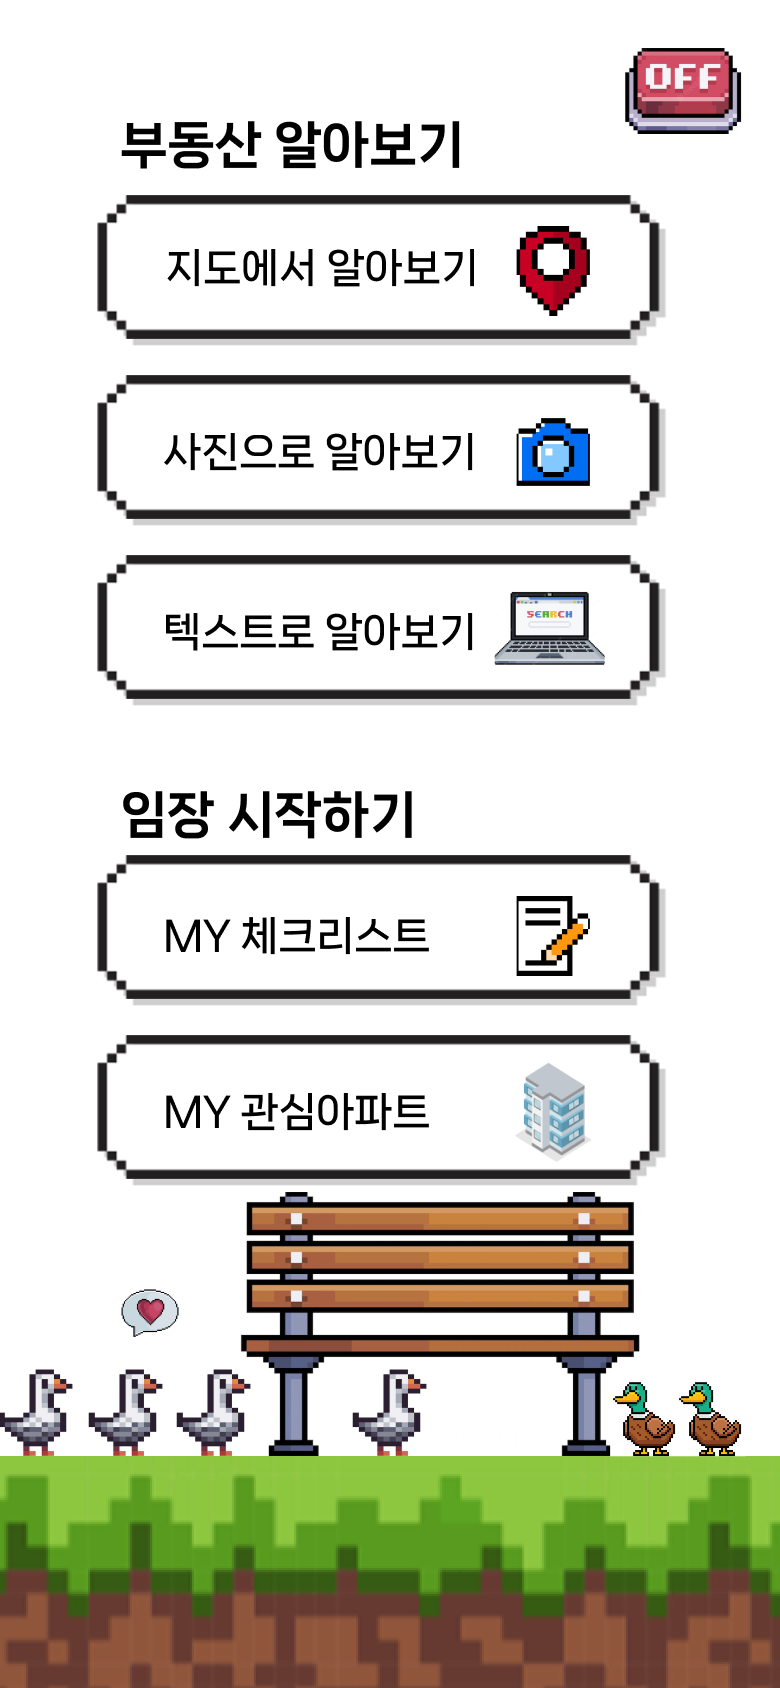 OFF
부동산 알아보기
지도에서 알아보기
사진으로 알아보기
텍스트로 알아보기
SEARCH
임장 시작하기
MY 체크리스트
MY 관심아파트